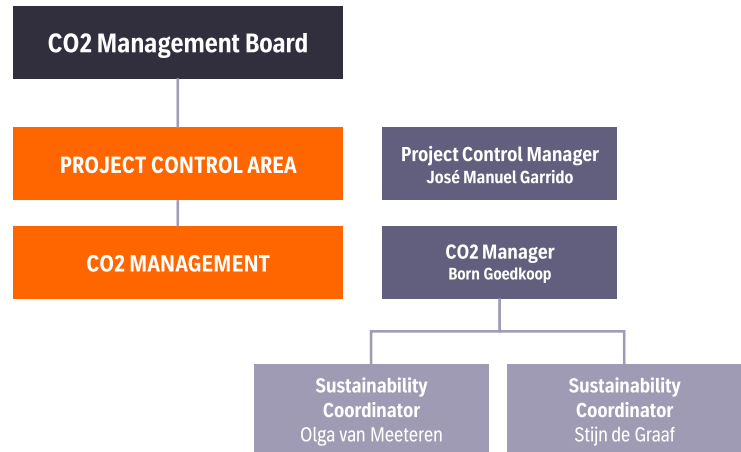 CO2 Management Board
PROJECT CONTROL AREA
Project Control Manager
José Manuel Garrido
CO2 MANAGEMENT
CO2 Manager
Born Goedkoop
Sustainability
Coordinator
Olga van Meeteren
Sustainability
Coordinator
Stijn de Graaf